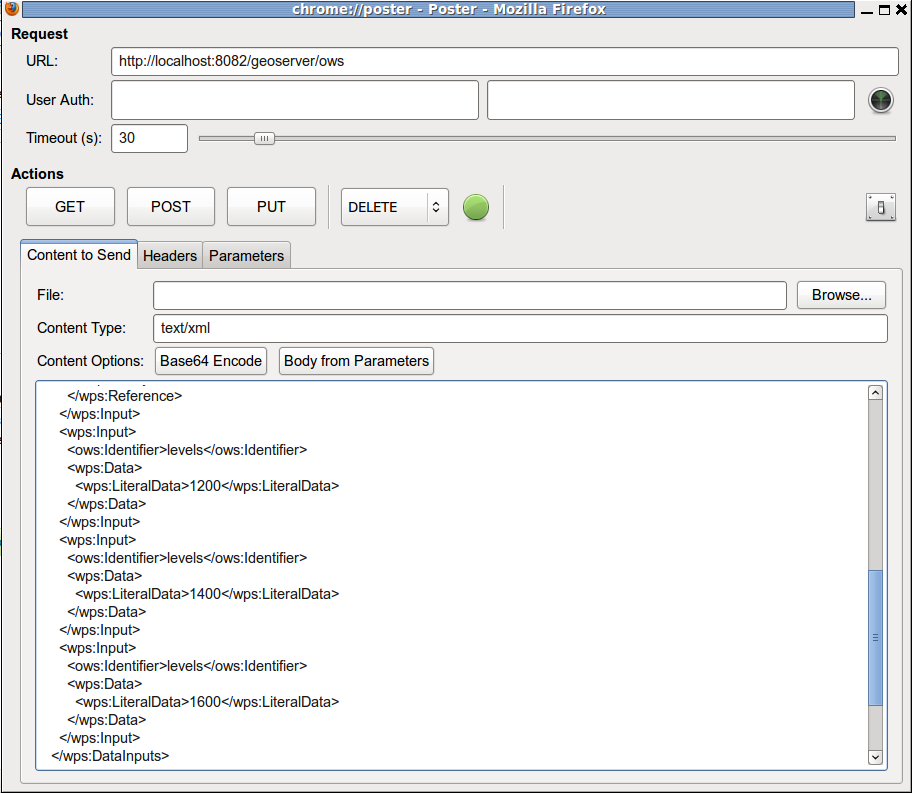 chrome://poster - Poster - Mozilla Firefox
Request
URL: http://localhost:8082/geoserver/ows
User Auth:
Timeout (s): 30
Actions
GET POST PUT DELETE
Content to Send Headers Parameters
File: Browse...
Content Type: text/xml
Content Options: Base64 Encode Body from Parameters
</wps:Reference>
</wps:Input>
<wps:Input>
<ows:Identifier>levels</ows:Identifier>
<wps:Data>
<wps:LiteralData>1200</wps:LiteralData>
</wps:Data>
</wps:Input>
<wps:Input>
<ows:Identifier>levels</ows:Identifier>
<wps:Data>
<wps:LiteralData>1400</wps:LiteralData>
</wps:Data>
</wps:Input>
<wps:Input>
<ows:Identifier>levels</ows:Identifier>
<wps:Data>
<wps:LiteralData>1600</wps:LiteralData>
</wps:Data>
</wps:Input>
</wps:DataInputs>